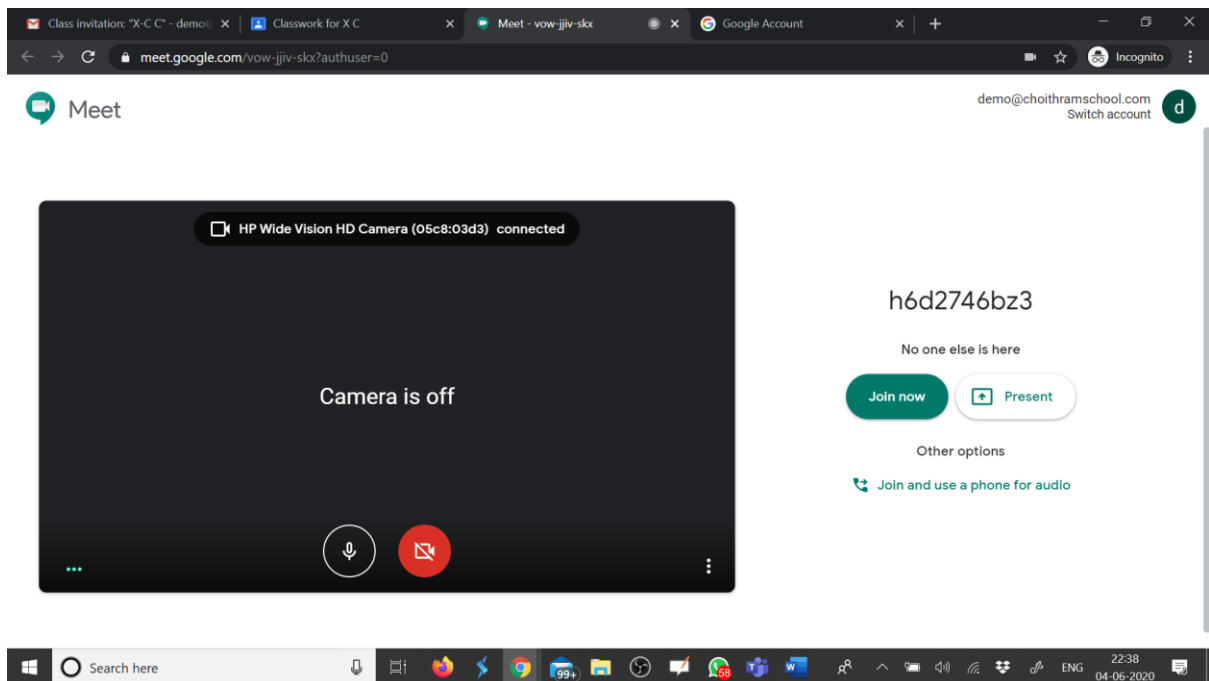 Class invitation: "X-C C" - demo
Classwork for X C
Meet - vow-jjiv-skx
Google Account
meet.google.com/vow-jjiv-skx?authuser=0
Incognito
Meet
demo@choithramschool.com
Switch account
d
HP Wide Vision HD Camera (05c8:03d3) connected
Camera is off
h6d2746bz3
No one else is here
Join now
Present
Other options
Join and use a phone for audio
Search here
99+
68
ENG
22:38
04-06-2020